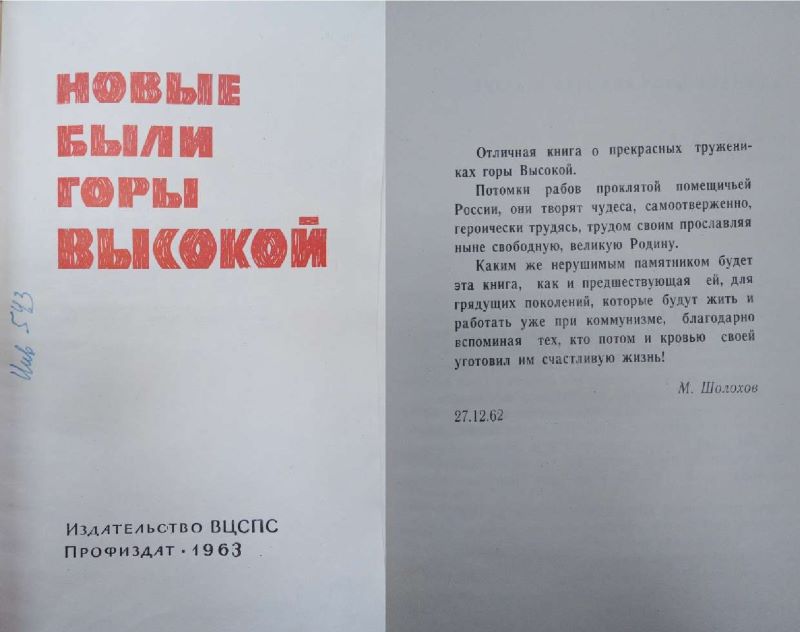 НОВЫЕ
БЫЛИ
ГОРЫ
ВЫСОКОЙ
Инв 543
Издательство ВЦСПС
Профиздат · 1963
Отличная книга о прекрасных тружени-
ках горы Высокой.
Потомки рабов проклятой помещичьей
России, они творят чудеса, самоотверженно,
героически трудясь, трудом своим прославляя
ныне свободную, великую Родину.
Каким же нерушимым памятником будет
эта книга, как и предшествующая ей, для
грядущих поколений, которые будут жить и
работать уже при коммунизме, благодарно
вспоминая тех, кто потом и кровью своей
уготовил им счастливую жизнь!
М. Шолохов
27.12.62